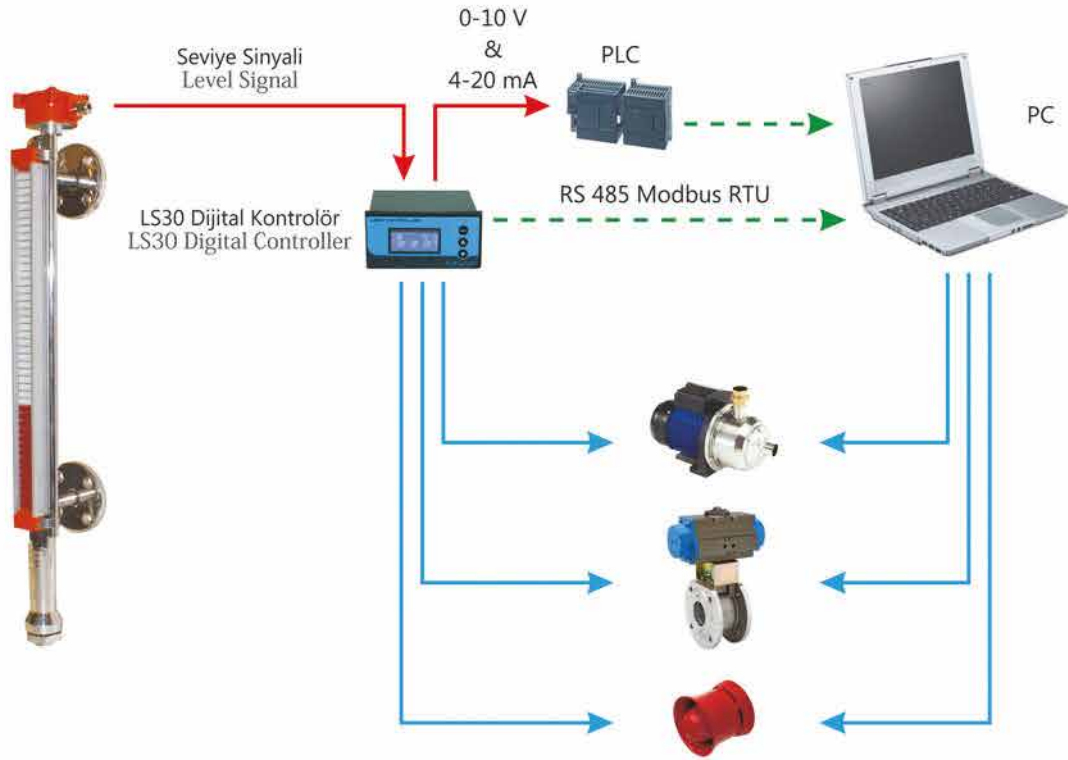 0-10 V
&
4-20 mA
Seviye Sinyali
Level Signal
PLC
PC
RS 485 Modbus RTU
LS30 Dijital Kontrolör
LS30 Digital Controller